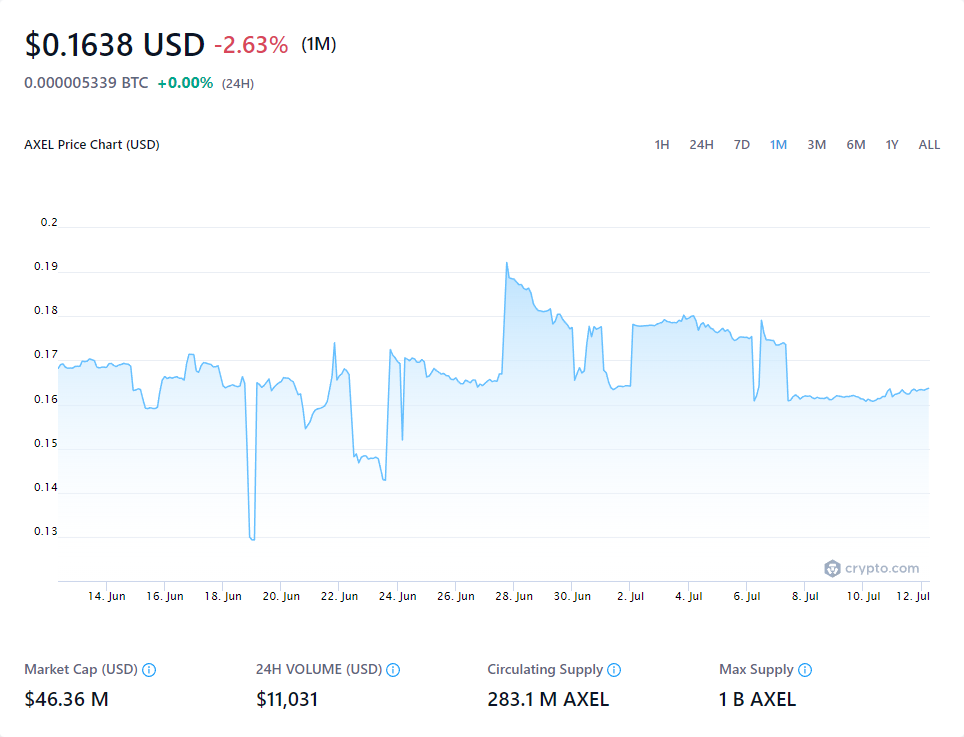 $0.1638 USD -2.63% (1M)
0.000005339 BTC +0.00% (24H)
AXEL Price Chart (USD) 1H 24H 7D 1M 3M 6M 1Y ALL
0.2
0.19
0.18
0.17
0.16
0.15
0.14
0.13
crypto.com
14. Jun 16. Jun 18. Jun 20. Jun 22. Jun 24. Jun 26. Jun 28. Jun 30. Jun 2. Jul 4. Jul 6. Jul 8. Jul 10. Jul 12. Jul
Market Cap (USD) 24H VOLUME (USD) Circulating Supply Max Supply
$46.36 M $11,031 283.1 M AXEL 1 B AXEL